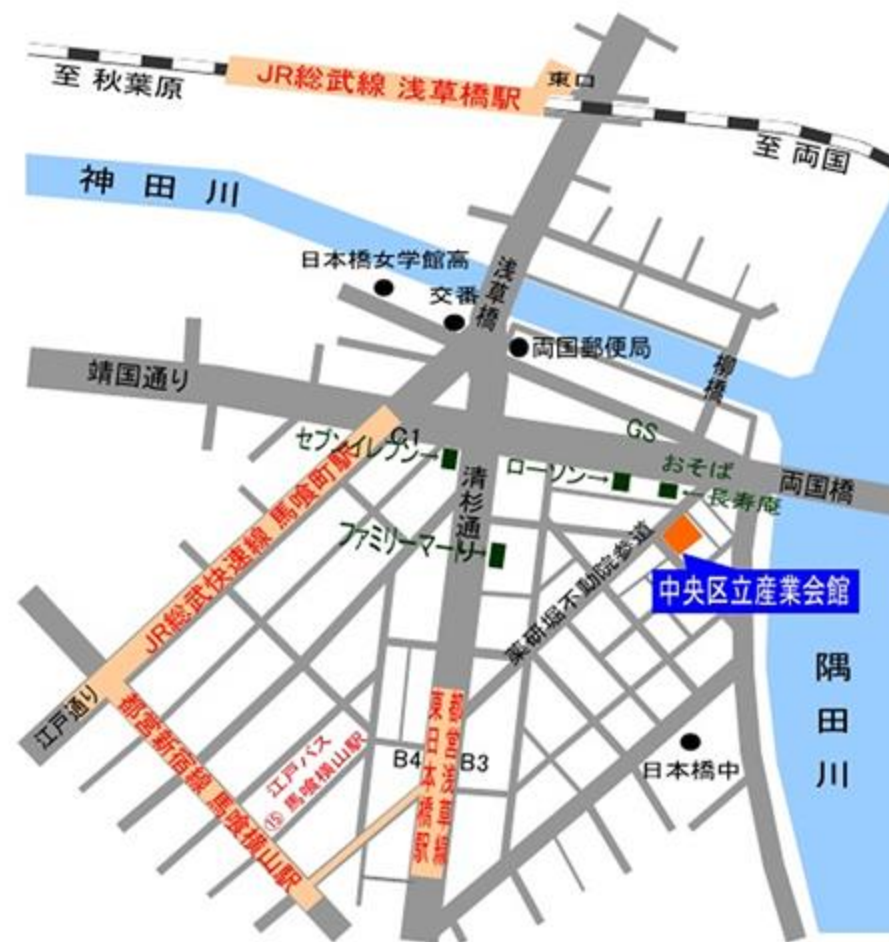 JR総武線 浅草橋駅
東口
至 秋葉原
至 両国
神田川
日本橋女学館高
交番
浅草橋
両国郵便局
柳橋
靖国通り
C1
GS
セブンイレブン→
ローソン→
おそば
←長寿庵
両国橋
清杉通り
ファミリーマート→
薬研堀不動院参道
中央区立産業会館
JR総武快速線 馬喰町駅
隅田川
江戸通り
都営新宿線 馬喰横山駅
江戸バス
⑮ 馬喰横山駅
都営浅草線
東日本橋駅
B4
B3
日本橋中